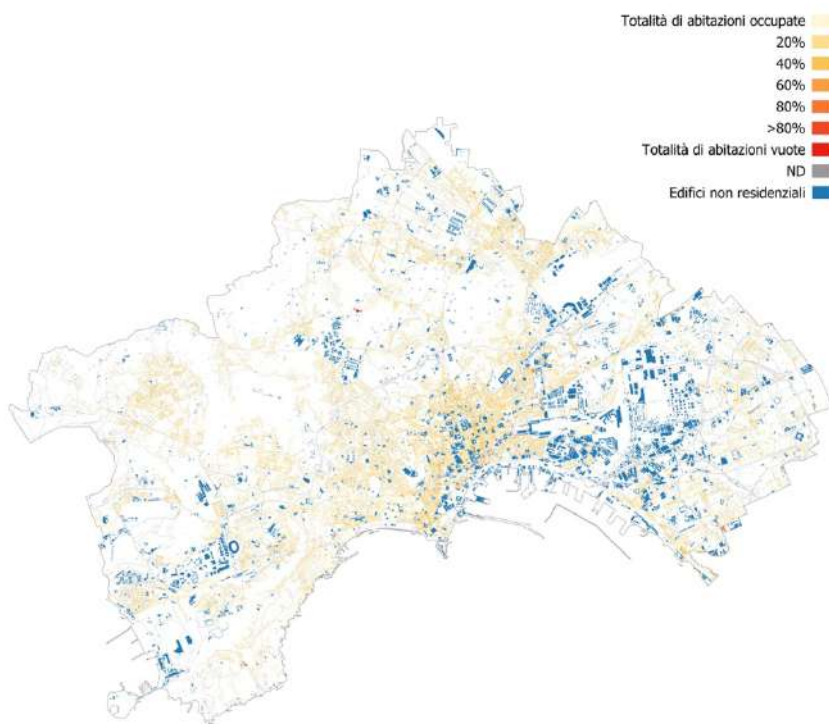 Totalità di abitazioni occupate
20%
40%
60%
80%
>80%
Totalità di abitazioni vuote
ND
Edifici non residenziali